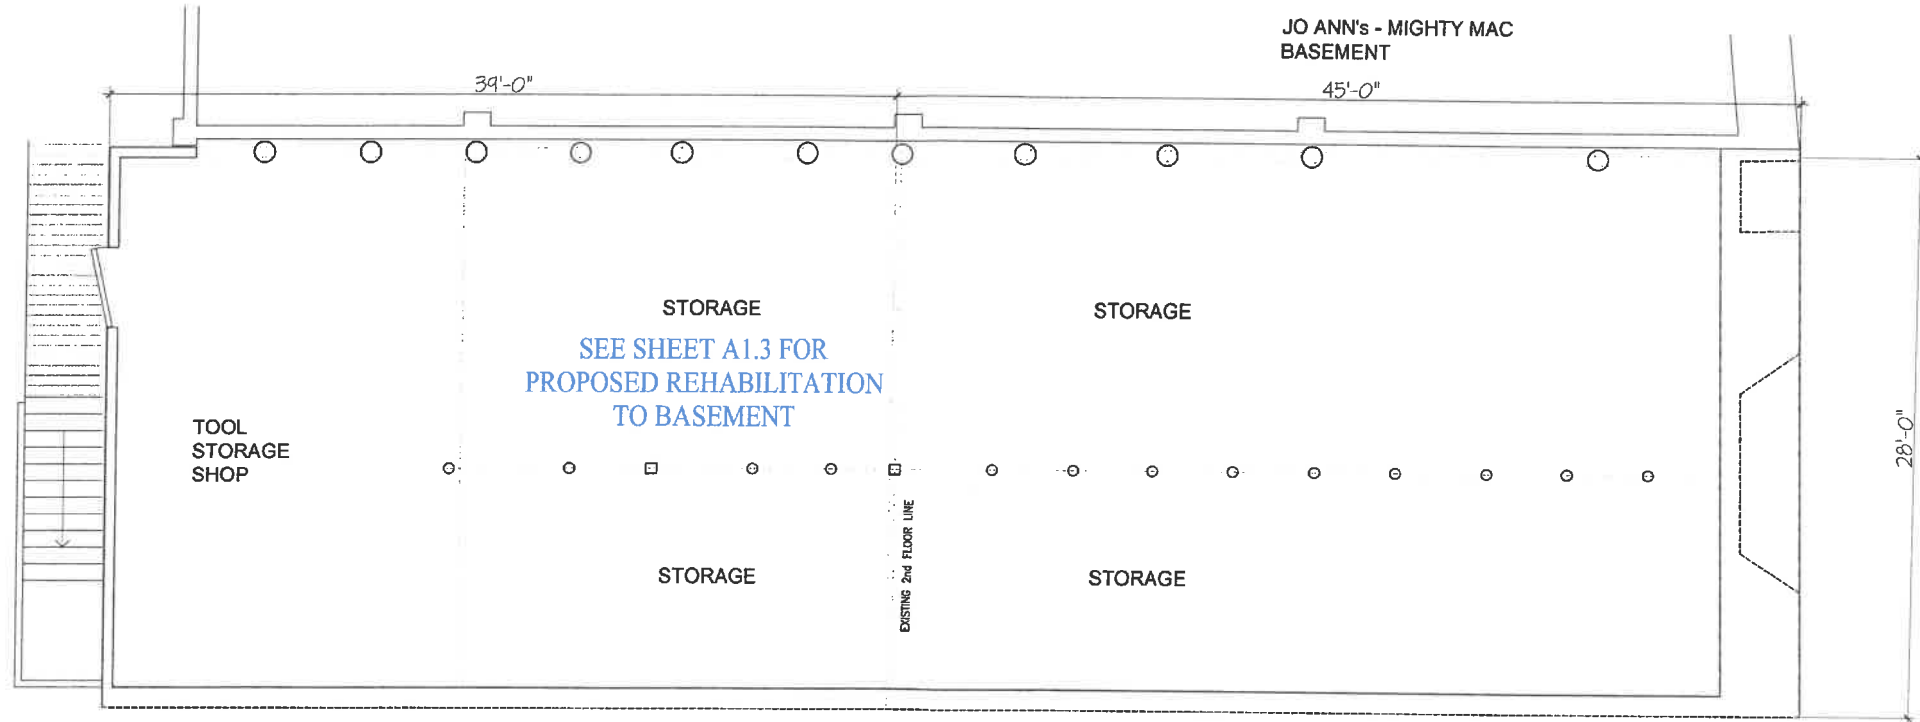 JO ANN's - MIGHTY MAC
BASEMENT
39'-0"
45'-0"
STORAGE
STORAGE
SEE SHEET A1.3 FOR
PROPOSED REHABILITATION
TO BASEMENT
TOOL
STORAGE
SHOP
28'-0"
EXISTING 2nd FLOOR LINE
STORAGE
STORAGE